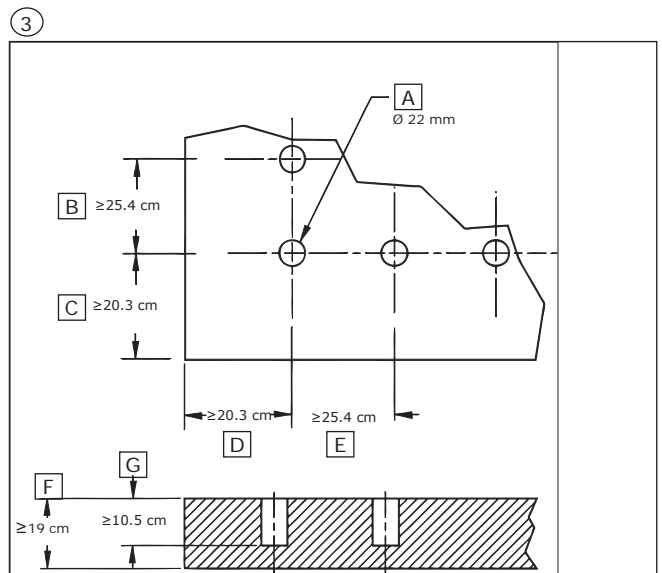 3
A
Ø 22 mm
B ≥25.4 cm
C ≥20.3 cm
≥20.3 cm ≥25.4 cm
D E
G
F
≥10.5 cm
≥19 cm